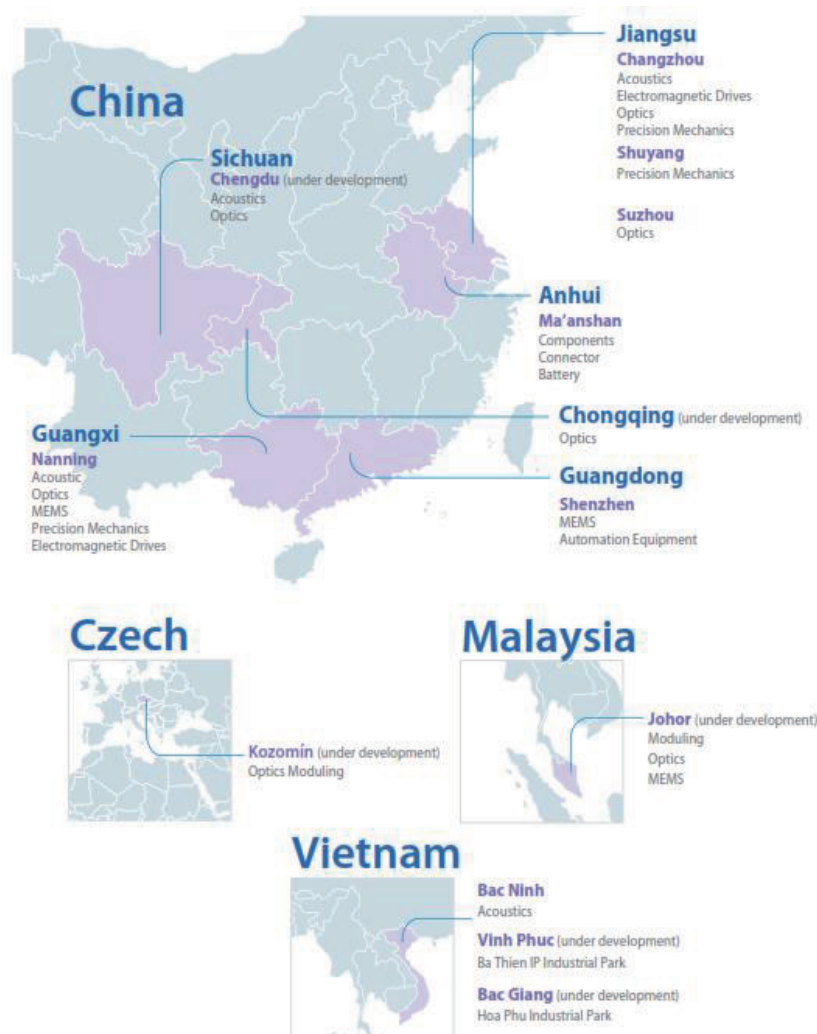 China
Jiangsu
Changzhou
Acoustics
Electromagnetic Drives
Optics
Precision Mechanics
Shuyang
Precision Mechanics
Suzhou
Optics
Sichuan
Chengdu (under development)
Acoustics
Optics
Anhui
Ma'anshan
Components
Connector
Battery
Chongqing (under development)
Optics
Guangxi
Nanning
Acoustic
Optics
MEMS
Precision Mechanics
Electromagnetic Drives
Guangdong
Shenzhen
MEMS
Automation Equipment
Czech
Kozomín (under development)
Optics Moduling
Malaysia
Johor (under development)
Moduling
Optics
MEMS
Vietnam
Bac Ninh
Acoustics
Vinh Phuc (under development)
Ba Thien IP Industrial Park
Bac Giang (under development)
Hoa Phu Industrial Park